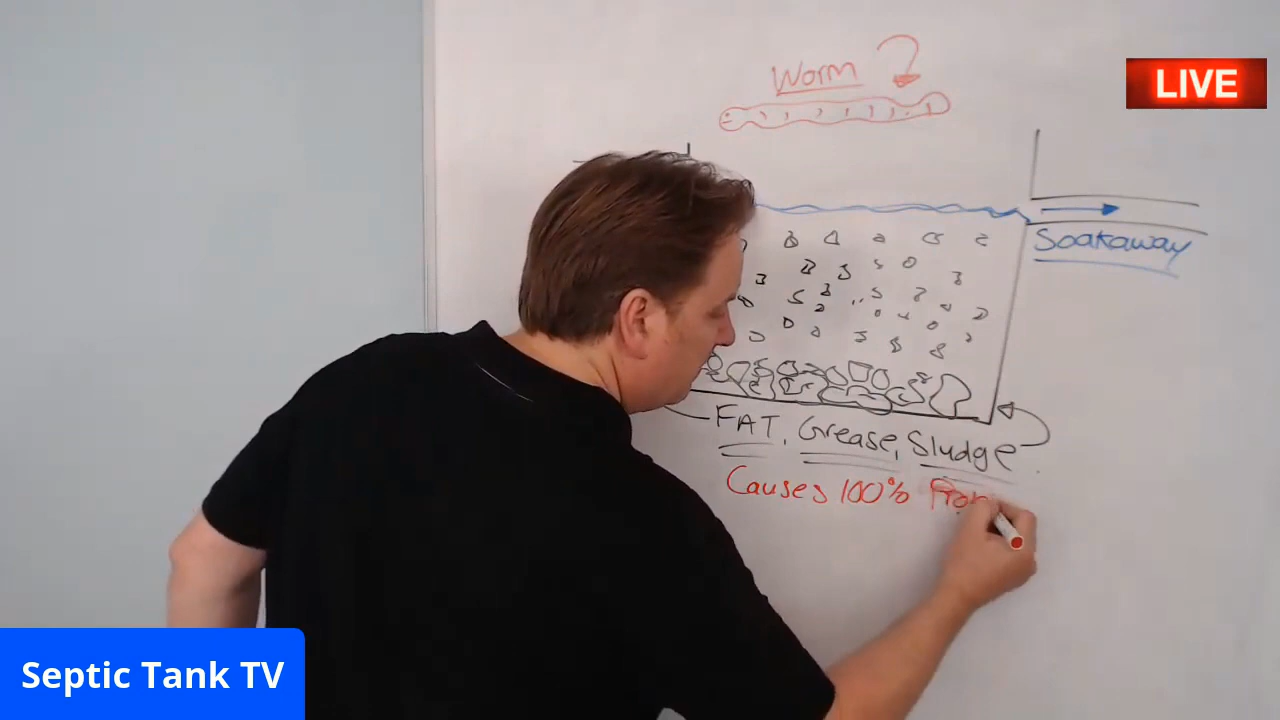 Worm
LIVE
Soakaway
FAT, Grease, Sludge
Causes 100%
Septic Tank TV